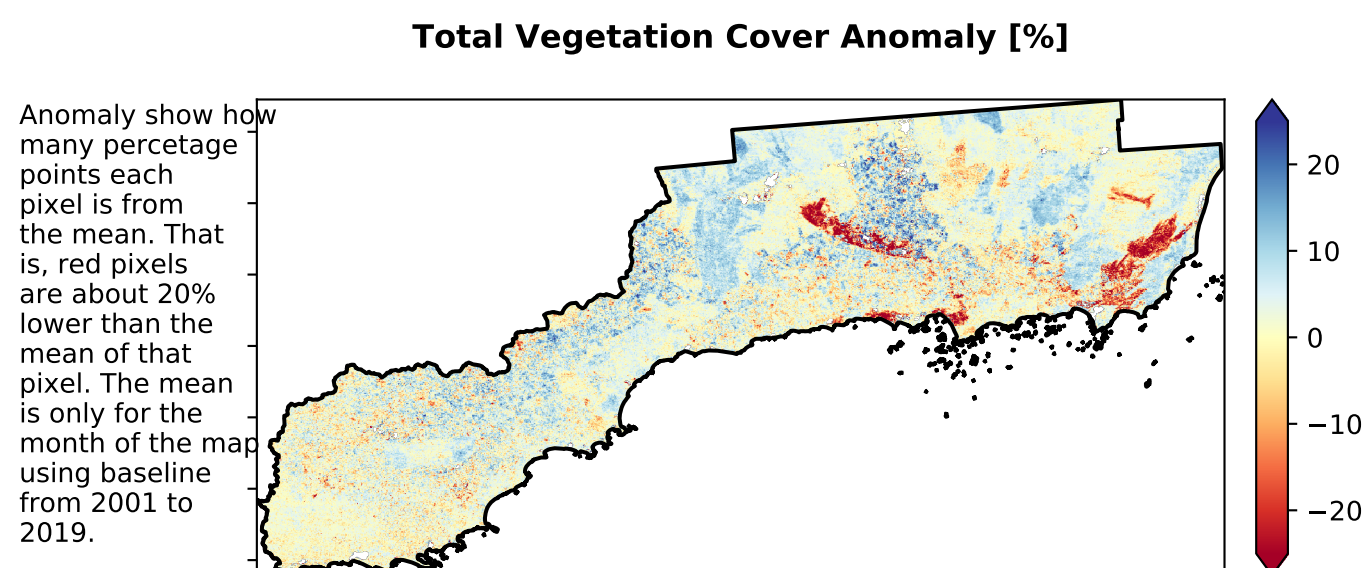 Total Vegetation Cover Anomaly [%]
Anomaly show how
many percetage
points each
pixel is from
the mean. That
is, red pixels
are about 20%
lower than the
mean of that
pixel. The mean
is only for the
month of the map
using baseline
from 2001 to
2019.
20
10
0
−10
−20